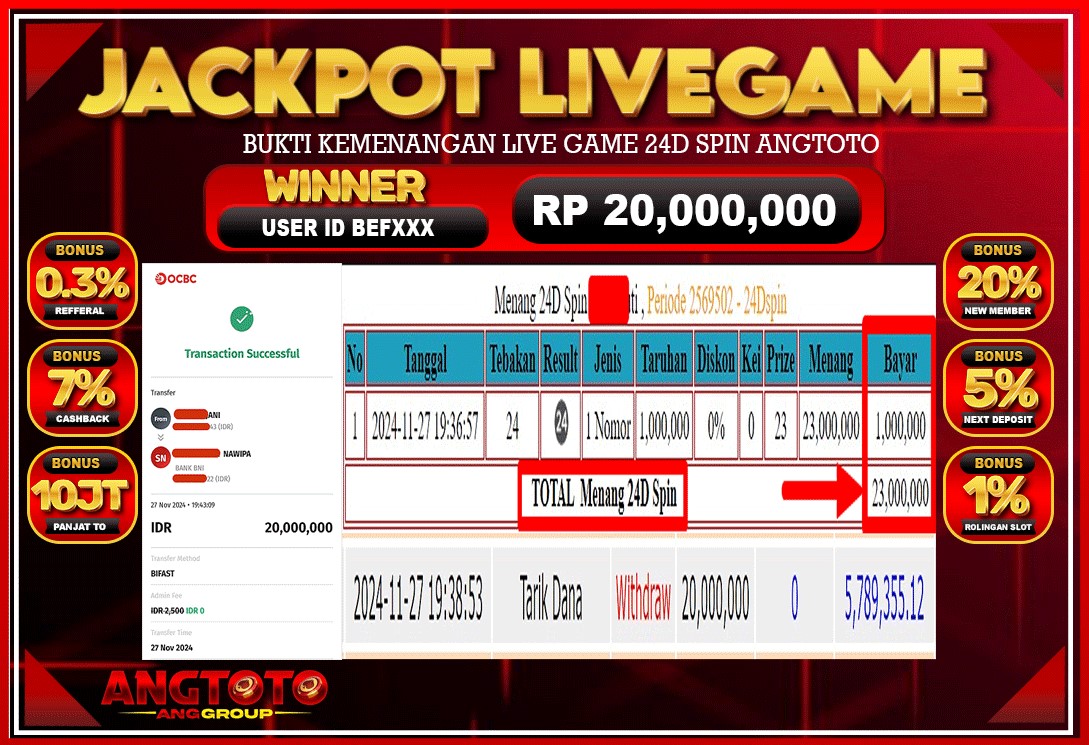 JACKPOT LIVEGAME
BUKTI KEMENANGAN LIVE GAME 24D SPIN ANGTOTO
WINNER
USER ID BEFXXX
RP 20,000,000
BONUS
0.3%
REFFERAL
BONUS
7%
CASHBACK
BONUS
10JT
PANJAT TO
OCBC
Transaction Successful
Transfer
From
ANI
43 (IDR)
SN
NAWIPA
BANK BNI
22 (IDR)
27 Nov 2024 • 19:43:09
IDR 20,000,000
Transfer Method
BIFAST
Admin Fee
IDR 2,500 IDR 0
Transfer Time
27 Nov 2024
Menang 24D Spin ti , Periode 2569502 - 24Dspin
No Tanggal Tebakan Result Jenis Taruhan Diskon Kei Prize Menang Bayar
1 2024-11-27 19:36:57 24 24 1 Nomor 1,000,000 0% 0 23 23,000,000 1,000,000
TOTAL Menang 24D Spin 23,000,000
2024-11-27 19:38:53 Tarik Dana Withdraw 20,000,000 0 5,789,355.12
BONUS
20%
NEW MEMBER
BONUS
5%
NEXT DEPOSIT
BONUS
1%
ROLINGAN SLOT
ANGTOTO
ANGGROUP